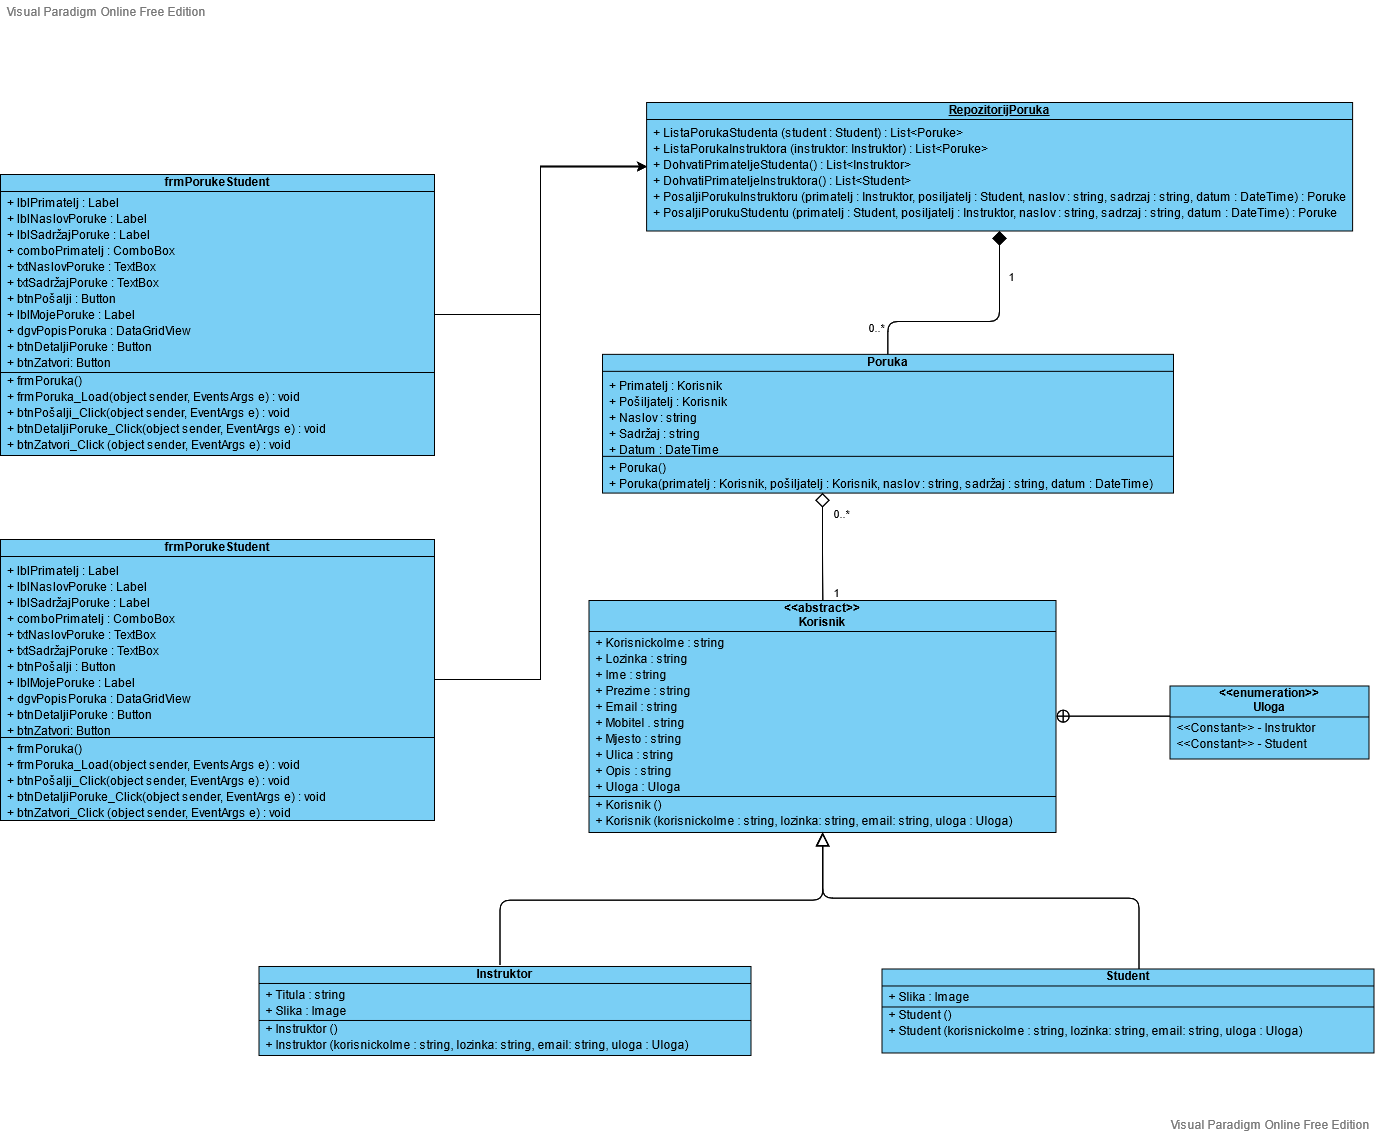 Visual Paradigm Online Free Edition
RepozitorijPoruka
+ ListaPorukaStudenta (student : Student) : List<Poruke>
+ ListaPorukaInstruktora (instruktor: Instruktor) : List<Poruke>
+ DohvatiPrimateljeStudenta() : List<Instruktor>
+ DohvatiPrimateljeInstruktora() : List<Student>
+ PosaljiPorukuInstruktoru (primatelj : Instruktor, posiljatelj : Student, naslov : string, sadrzaj : string, datum : DateTime) : Poruke
+ PosaljiPorukuStudentu (primatelj : Student, posiljatelj : Instruktor, naslov : string, sadrzaj : string, datum : DateTime) : Poruke
frmPorukeStudent
+ lblPrimatelj : Label
+ lblNaslovPoruke : Label
+ lblSadržajPoruke : Label
+ comboPrimatelj : ComboBox
+ txtNaslovPoruke : TextBox
+ txtSadržajPoruke : TextBox
+ btnPošalji : Button
+ lblMojePoruke : Label
+ dgvPopisPoruka : DataGridView
+ btnDetaljiPoruke : Button
+ btnZatvori: Button
+ frmPoruka()
+ frmPoruka_Load(object sender, EventsArgs e) : void
+ btnPošalji_Click(object sender, EventArgs e) : void
+ btnDetaljiPoruke_Click(object sender, EventArgs e) : void
+ btnZatvori_Click (object sender, EventArgs e) : void
1
0..*
Poruka
+ Primatelj : Korisnik
+ Pošiljatelj : Korisnik
+ Naslov : string
+ Sadržaj : string
+ Datum : DateTime
+ Poruka()
+ Poruka(primatelj : Korisnik, pošiljatelj : Korisnik, naslov : string, sadržaj : string, datum : DateTime)
0..*
1
frmPorukeStudent
+ lblPrimatelj : Label
+ lblNaslovPoruke : Label
+ lblSadržajPoruke : Label
+ comboPrimatelj : ComboBox
+ txtNaslovPoruke : TextBox
+ txtSadržajPoruke : TextBox
+ btnPošalji : Button
+ lblMojePoruke : Label
+ dgvPopisPoruka : DataGridView
+ btnDetaljiPoruke : Button
+ btnZatvori: Button
+ frmPoruka()
+ frmPoruka_Load(object sender, EventsArgs e) : void
+ btnPošalji_Click(object sender, EventArgs e) : void
+ btnDetaljiPoruke_Click(object sender, EventArgs e) : void
+ btnZatvori_Click (object sender, EventArgs e) : void
<<abstract>>
Korisnik
+ KorisnickoIme : string
+ Lozinka : string
+ Ime : string
+ Prezime : string
+ Email : string
+ Mobitel . string
+ Mjesto : string
+ Ulica : string
+ Opis : string
+ Uloga : Uloga
+ Korisnik ()
+ Korisnik (korisnickoIme : string, lozinka: string, email: string, uloga : Uloga)
<<enumeration>>
Uloga
<<Constant>> - Instruktor
<<Constant>> - Student
Instruktor
+ Titula : string
+ Slika : Image
+ Instruktor ()
+ Instruktor (korisnickoIme : string, lozinka: string, email: string, uloga : Uloga)
Student
+ Slika : Image
+ Student ()
+ Student (korisnickoIme : string, lozinka: string, email: string, uloga : Uloga)
Visual Paradigm Online Free Edition